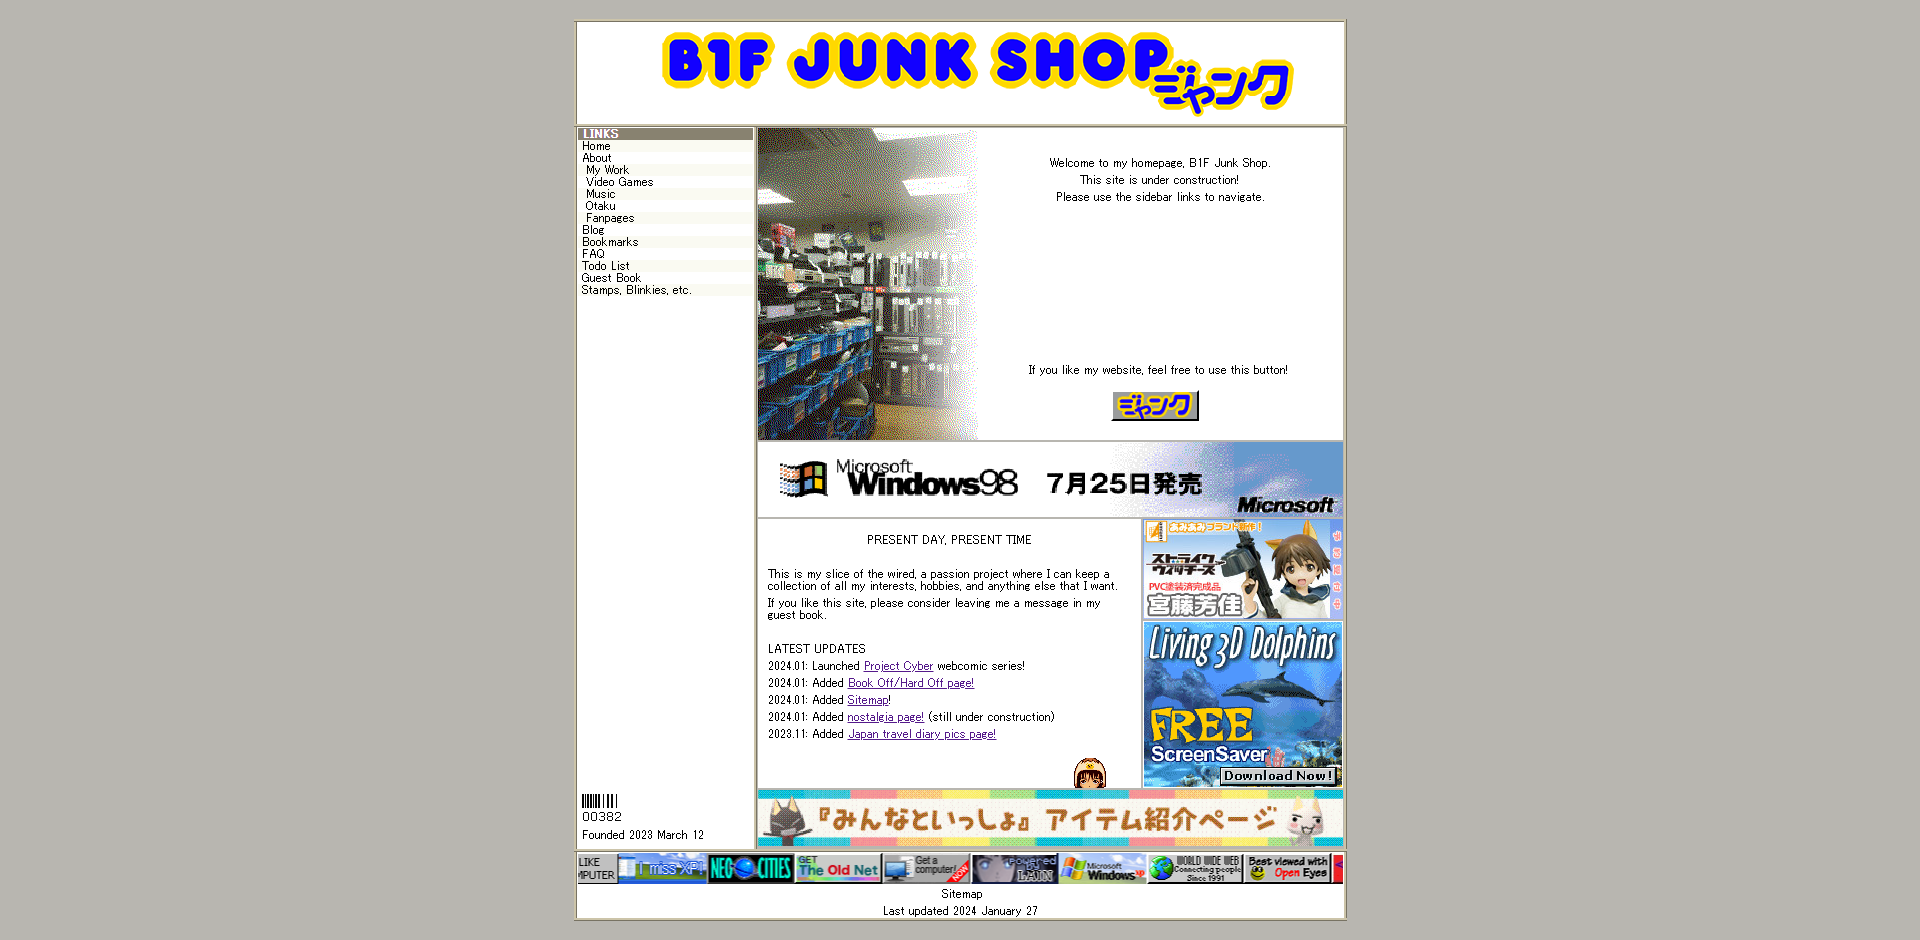 B1F JUNK SHOP
ジャンク
LINKS
Home
About
My Work
Video Games
Music
Otaku
Fanpages
Blog
Bookmarks
FAQ
Todo List
Guest Book
Stamps, Blinkies, etc.
00382
Founded 2023 March 12
Welcome to my homepage, B1F Junk Shop.
This site is under construction!
Please use the sidebar links to navigate.
If you like my website, feel free to use this button!
ジャンク
Microsoft
Windows98
7月25日発売
Microsoft
PRESENT DAY, PRESENT TIME
This is my slice of the wired, a passion project where I can keep a
collection of all my interests, hobbies, and anything else that I want.
If you like this site, please consider leaving me a message in my
guest book.
LATEST UPDATES
2024.01: Launched Project Cyber webcomic series!
2024.01: Added Book Off/Hard Off page!
2024.01: Added Sitemap!
2024.01: Added nostalgia page! (still under construction)
2023.11: Added Japan travel diary pics page!
あみあみブランド新作!
ストライク
ウィッチーズ
PVC塗装済完成品
宮藤芳佳
Living 3D Dolphins
FREE
ScreenSaver
Download Now!
『みんなといっしょ』 アイテム紹介ページ
LIKE
MPUTER
I miss XP!
NEOCITIES
GET
The Old Net
Get a
computer!
NOW
Powered
by
LAIN
Microsoft
Windows xp
WORLD WIDE WEB
Connecting people
Since 1991
Best viewed with
Open Eyes
Sitemap
Last updated 2024 January 27